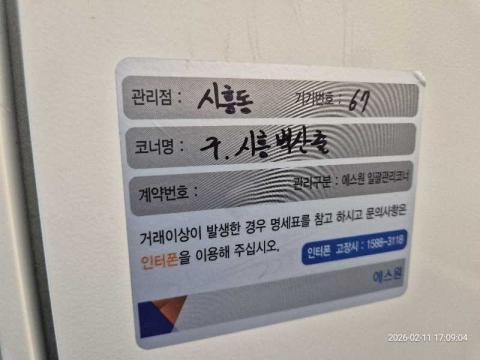 관리점 : 시흥동 기기번호 : 67
코너명 : 구. 시흥백산출
계약번호 : 관리구분 : 에스원 일괄관리코너
거래이상이 발생한 경우 명세표를 참고 하시고 문의사항은
인터폰을 이용해 주십시오. 인터폰 고장시 : 1588-3118
에스원
2026-02-11 17:09:04